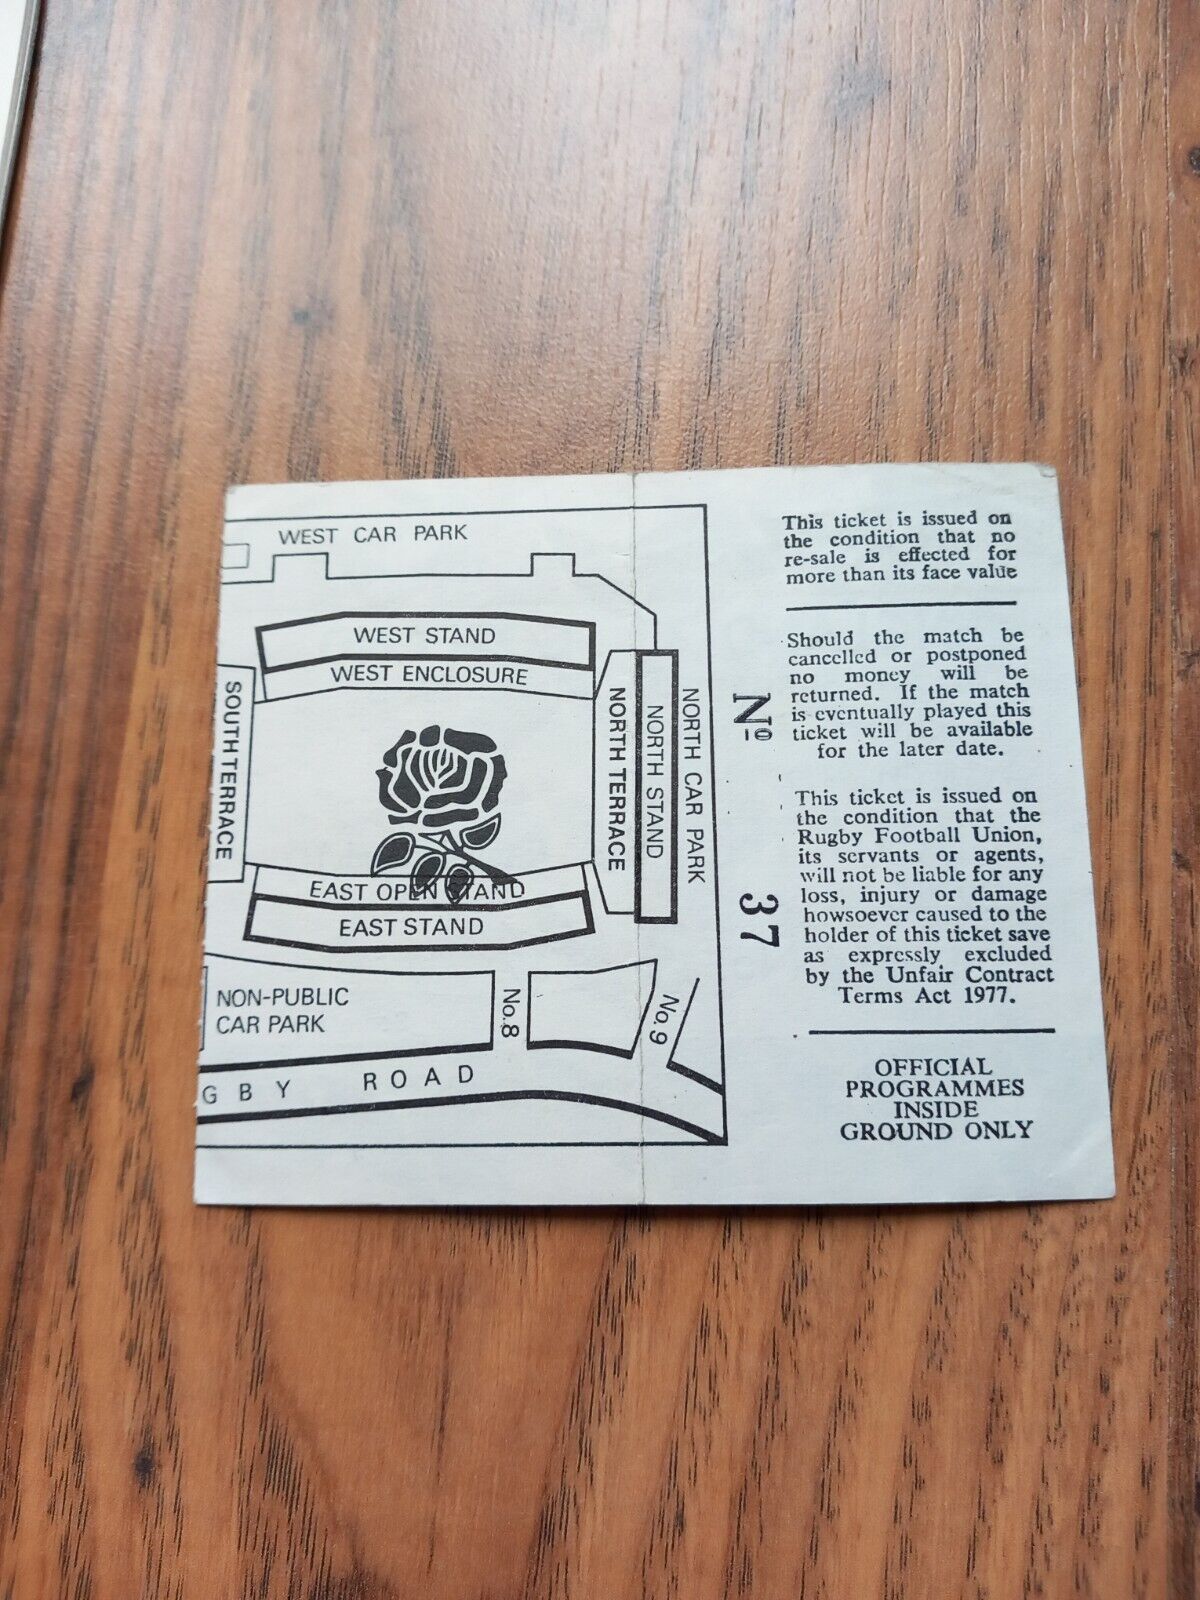 WEST CAR PARK
WEST STAND
WEST ENCLOSURE
SOUTH TERRACE
NORTH TERRACE
NORTH STAND
NORTH CAR PARK
EAST OPEN STAND
EAST STAND
NON-PUBLIC
CAR PARK
No.8
No.9
GBY ROAD
No 37
This ticket is issued on
the condition that no
re-sale is effected for
more than its face value
Should the match be
cancelled or postponed
no money will be
returned. If the match
is eventually played this
ticket will be available
for the later date.
This ticket is issued on
the condition that the
Rugby Football Union,
its servants or agents,
will not be liable for any
loss, injury or damage
howsoever caused to the
holder of this ticket save
as expressly excluded
by the Unfair Contract
Terms Act 1977.
OFFICIAL
PROGRAMMES
INSIDE
GROUND ONLY